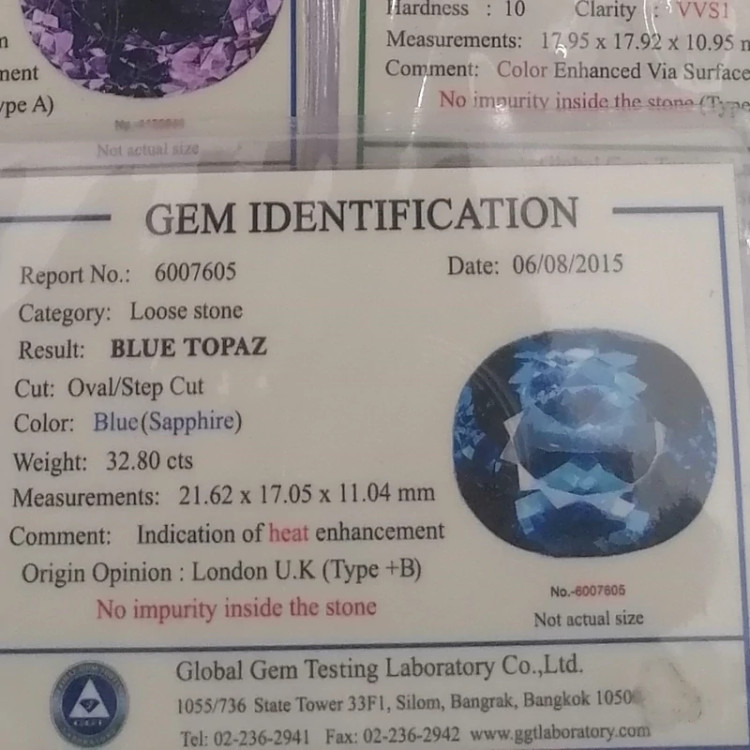 ment
ype A)
Not actual size
Hardness : 10 Clarity : VVS1
Measurements: 17.95 x 17.92 x 10.95
Comment: Color Enhanced Via Surface
No impurity inside the stone (Type
GEM IDENTIFICATION
Report No.: 6007605 Date: 06/08/2015
Category: Loose stone
Result: BLUE TOPAZ
Cut: Oval/Step Cut
Color: Blue(Sapphire)
Weight: 32.80 cts
Measurements: 21.62 x 17.05 x 11.04 mm
Comment: Indication of heat enhancement
Origin Opinion : London U.K (Type +B)
No impurity inside the stone
No.-6007605
Not actual size
Global Gem Testing Laboratory Co.,Ltd.
1055/736 State Tower 33Fl, Silom, Bangrak, Bangkok 1050
Tel: 02-236-2941 Fax: 02-236-2942 www.ggtlaboratory.com